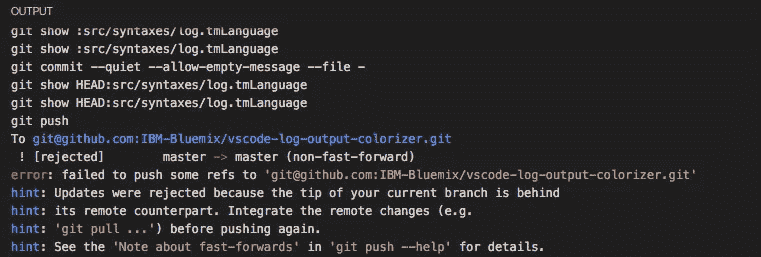 OUTPUT
git show :src/syntaxes/log.tmLanguage
git show :src/syntaxes/log.tmLanguage
git commit --quiet --allow-empty-message --file -
git show HEAD:src/syntaxes/log.tmLanguage
git show HEAD:src/syntaxes/log.tmLanguage
git push
To git@github.com:IBM-Bluemix/vscode-log-output-colorizer.git
 ! [rejected]        master -> master (non-fast-forward)
error: failed to push some refs to 'git@github.com:IBM-Bluemix/vscode-log-output-colorizer.git'
hint: Updates were rejected because the tip of your current branch is behind
hint: its remote counterpart. Integrate the remote changes (e.g.
hint: 'git pull ...') before pushing again.
hint: See the 'Note about fast-forwards' in 'git push --help' for details.